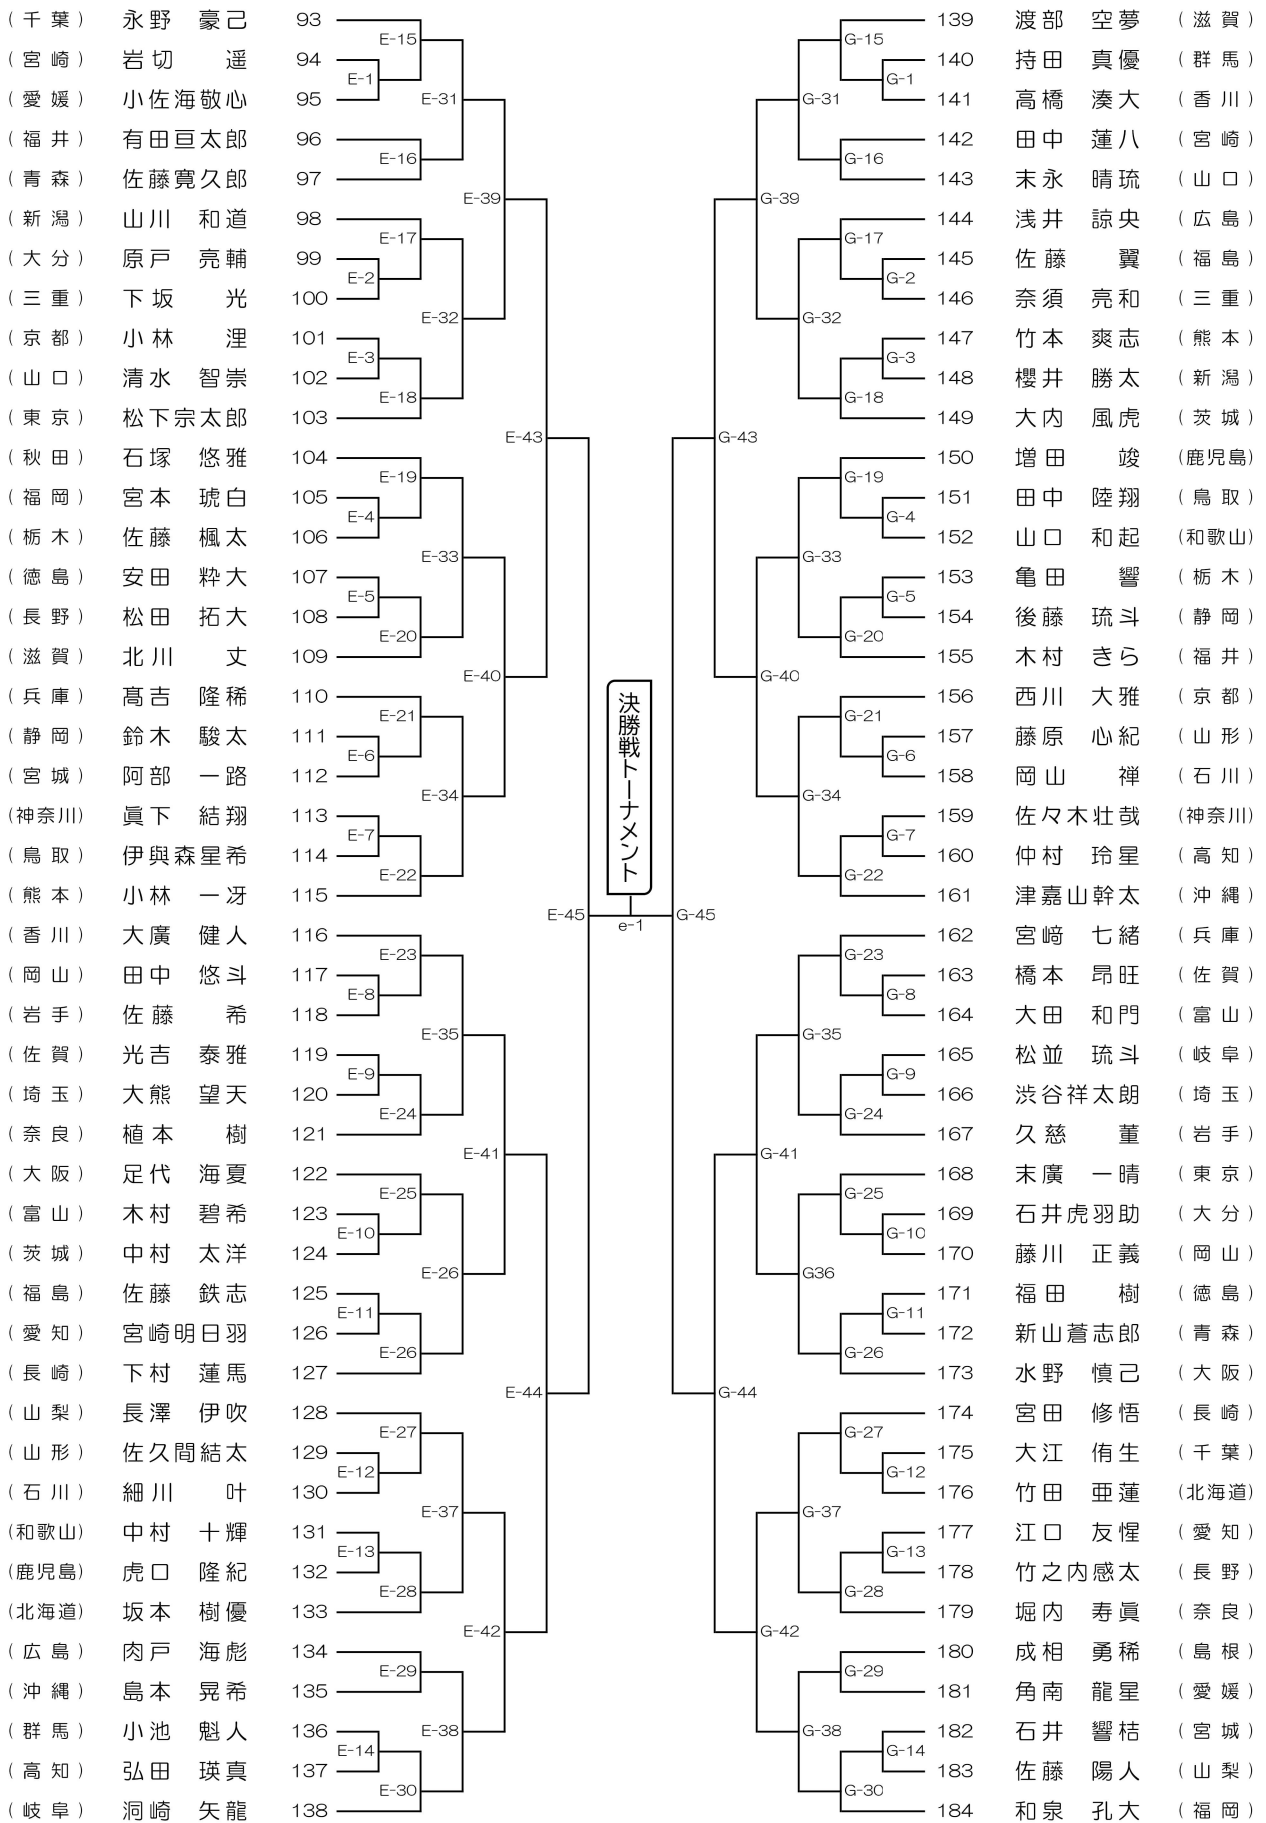 (千葉) 永野 豪己 93
(宮崎) 岩切 遥 94
(愛媛) 小佐海敬心 95
(福井) 有田亘太郎 96
(青森) 佐藤寛久郎 97
(新潟) 山川 和道 98
(大分) 原戸 亮輔 99
(三重) 下坂 光 100
(京都) 小林 浬 101
(山口) 清水 智崇 102
(東京) 松下宗太郎 103
(秋田) 石塚 悠雅 104
(福岡) 宮本 琥白 105
(栃木) 佐藤 楓太 106
(徳島) 安田 粋大 107
(長野) 松田 拓大 108
(滋賀) 北川 丈 109
(兵庫) 髙吉 隆稀 110
(静岡) 鈴木 駿太 111
(宮城) 阿部 一路 112
(神奈川) 眞下 結翔 113
(鳥取) 伊與森星希 114
(熊本) 小林 一冴 115
(香川) 大廣 健人 116
(岡山) 田中 悠斗 117
(岩手) 佐藤 希 118
(佐賀) 光吉 泰雅 119
(埼玉) 大熊 望天 120
(奈良) 植本 樹 121
(大阪) 足代 海夏 122
(富山) 木村 碧希 123
(茨城) 中村 太洋 124
(福島) 佐藤 鉄志 125
(愛知) 宮崎明日羽 126
(長崎) 下村 蓮馬 127
(山梨) 長澤 伊吹 128
(山形) 佐久間結太 129
(石川) 細川 叶 130
(和歌山) 中村 十輝 131
(鹿児島) 虎口 隆紀 132
(北海道) 坂本 樹優 133
(広島) 肉戸 海彪 134
(沖縄) 島本 晃希 135
(群馬) 小池 魁人 136
(高知) 弘田 瑛真 137
(岐阜) 洞崎 矢龍 138
E-15
E-1
E-31
E-16
E-39
E-17
E-2
E-32
E-3
E-18
E-43
E-19
E-4
E-33
E-5
E-20
E-40
E-21
E-6
E-34
E-7
E-22
E-45
E-23
E-8
E-35
E-9
E-24
E-41
E-25
E-10
E-26
E-11
E-26
E-44
E-27
E-12
E-37
E-13
E-28
E-42
E-29
E-38
E-14
E-30
決勝戦トーナメント
e-1
G-15
G-1
G-31
G-16
G-39
G-17
G-2
G-32
G-3
G-18
G-43
G-19
G-4
G-33
G-5
G-20
G-40
G-21
G-6
G-34
G-7
G-22
G-45
G-23
G-8
G-35
G-9
G-24
G-41
G-25
G-10
G36
G-11
G-26
G-44
G-27
G-12
G-37
G-13
G-28
G-42
G-29
G-38
G-14
G-30
139 渡部 空夢 (滋賀)
140 持田 真優 (群馬)
141 高橋 湊大 (香川)
142 田中 蓮八 (宮崎)
143 末永 晴琉 (山口)
144 浅井 諒央 (広島)
145 佐藤 翼 (福島)
146 奈須 亮和 (三重)
147 竹本 爽志 (熊本)
148 櫻井 勝太 (新潟)
149 大内 風虎 (茨城)
150 増田 竣 (鹿児島)
151 田中 陸翔 (鳥取)
152 山口 和起 (和歌山)
153 亀田 響 (栃木)
154 後藤 琉斗 (静岡)
155 木村 きら (福井)
156 西川 大雅 (京都)
157 藤原 心紀 (山形)
158 岡山 禅 (石川)
159 佐々木壮哉 (神奈川)
160 仲村 玲星 (高知)
161 津嘉山幹太 (沖縄)
162 宮﨑 七緒 (兵庫)
163 橋本 昂旺 (佐賀)
164 大田 和門 (富山)
165 松並 琉斗 (岐阜)
166 渋谷祥太朗 (埼玉)
167 久慈 董 (岩手)
168 末廣 一晴 (東京)
169 石井虎羽助 (大分)
170 藤川 正義 (岡山)
171 福田 樹 (徳島)
172 新山蒼志郎 (青森)
173 水野 慎己 (大阪)
174 宮田 修悟 (長崎)
175 大江 侑生 (千葉)
176 竹田 亜蓮 (北海道)
177 江口 友惺 (愛知)
178 竹之内感太 (長野)
179 堀内 寿眞 (奈良)
180 成相 勇稀 (島根)
181 角南 龍星 (愛媛)
182 石井 響桔 (宮城)
183 佐藤 陽人 (山梨)
184 和泉 孔大 (福岡)